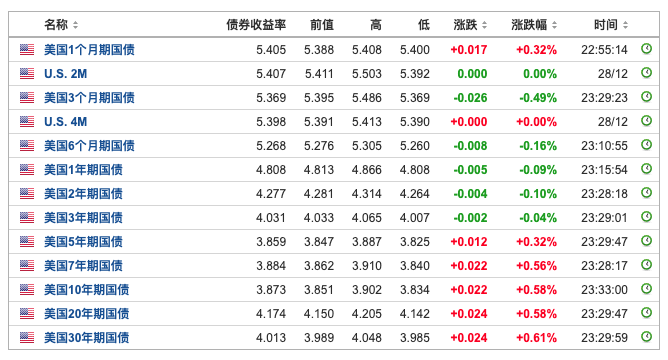 名称 债券收益率 前值 高 低 涨跌 涨跌幅 时间
美国1个月期国债 5.405 5.388 5.408 5.400 +0.017 +0.32% 22:55:14
U.S. 2M 5.407 5.411 5.503 5.392 0.000 0.00% 28/12
美国3个月期国债 5.369 5.395 5.486 5.369 -0.026 -0.49% 23:29:23
U.S. 4M 5.398 5.391 5.413 5.390 +0.000 +0.00% 28/12
美国6个月期国债 5.268 5.276 5.305 5.260 -0.008 -0.16% 23:10:55
美国1年期国债 4.808 4.813 4.866 4.808 -0.005 -0.09% 23:15:54
美国2年期国债 4.277 4.281 4.314 4.264 -0.004 -0.10% 23:28:18
美国3年期国债 4.031 4.033 4.065 4.007 -0.002 -0.04% 23:29:01
美国5年期国债 3.859 3.847 3.887 3.825 +0.012 +0.32% 23:29:47
美国7年期国债 3.884 3.862 3.910 3.840 +0.022 +0.56% 23:28:17
美国10年期国债 3.873 3.851 3.902 3.834 +0.022 +0.58% 23:33:00
美国20年期国债 4.174 4.150 4.205 4.142 +0.024 +0.58% 23:29:47
美国30年期国债 4.013 3.989 4.048 3.985 +0.024 +0.61% 23:29:59